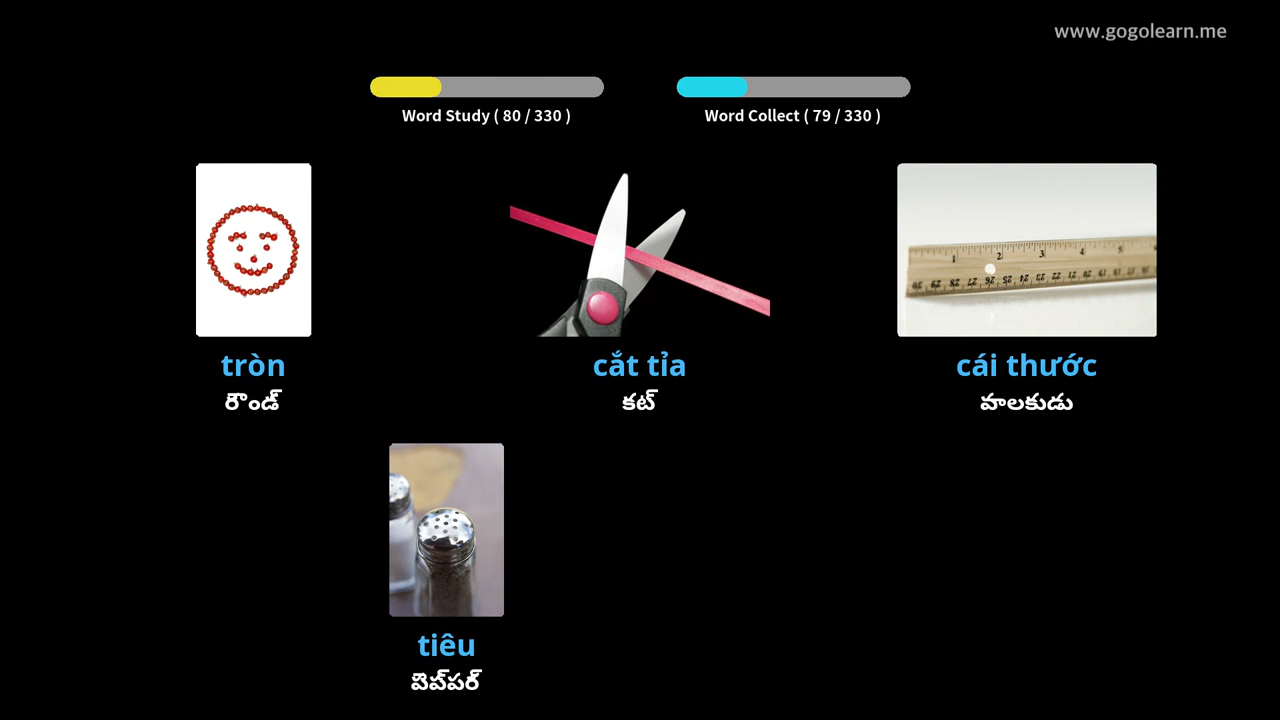 www.gogolearn.me
Word Study ( 80 / 330 )
Word Collect ( 79 / 330 )
tròn
రౌండ్
cắt tỉa
కట్
cái thước
హలకుడు
tiêu
పెప్పర్